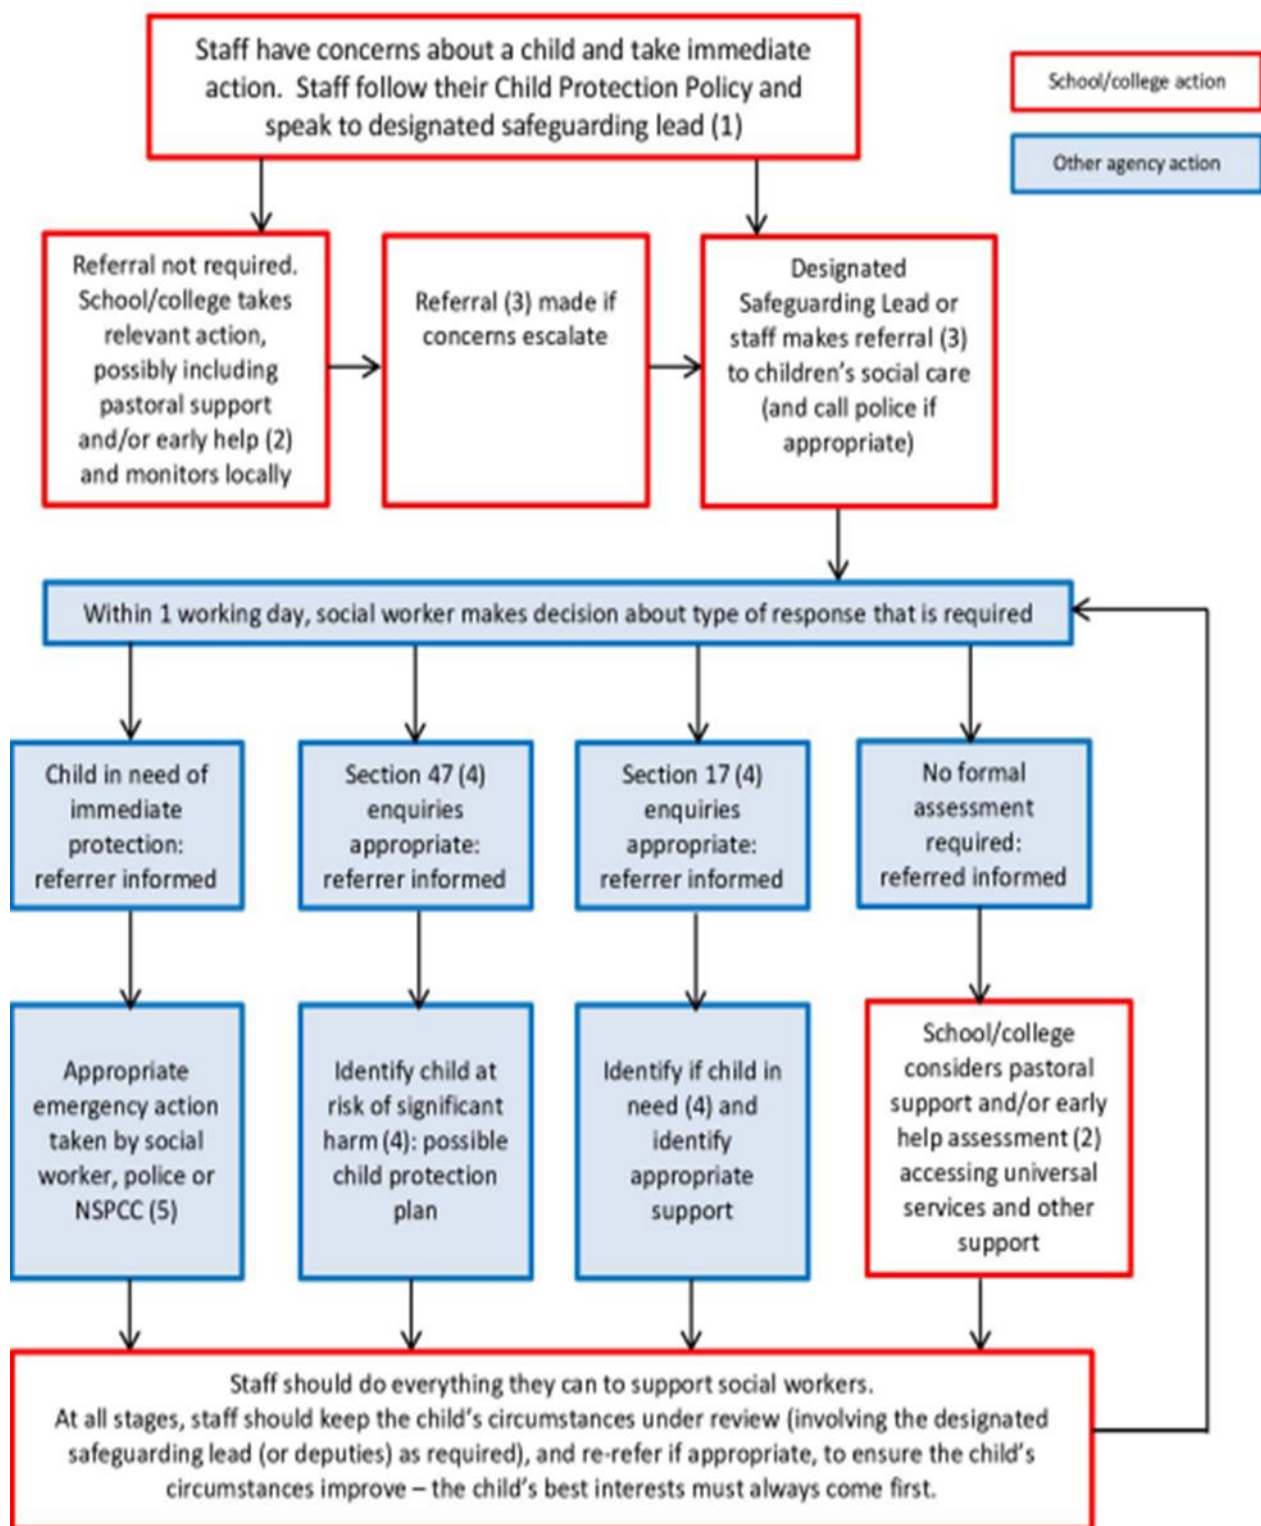 Staff have concerns about a child and take immediate
action. Staff follow their Child Protection Policy and
speak to designated safeguarding lead (1)
School/college action
Other agency action
Referral not required.
School/college takes
relevant action,
possibly including
pastoral support
and/or early help (2)
and monitors locally
Referral (3) made if
concerns escalate
Designated
Safeguarding Lead or
staff makes referral (3)
to children’s social care
(and call police if
appropriate)
Within 1 working day, social worker makes decision about type of response that is required
Child in need of
immediate
protection:
referrer informed
Section 47 (4)
enquiries
appropriate:
referrer informed
Section 17 (4)
enquiries
appropriate:
referrer informed
No formal
assessment
required:
referred informed
Appropriate
emergency action
taken by social
worker, police or
NSPCC (5)
Identify child at
risk of significant
harm (4): possible
child protection
plan
Identify if child in
need (4) and
identify
appropriate
support
School/college
considers pastoral
support and/or early
help assessment (2)
accessing universal
services and other
support
Staff should do everything they can to support social workers.
At all stages, staff should keep the child’s circumstances under review (involving the designated
safeguarding lead (or deputies) as required), and re-refer if appropriate, to ensure the child’s
circumstances improve – the child’s best interests must always come first.